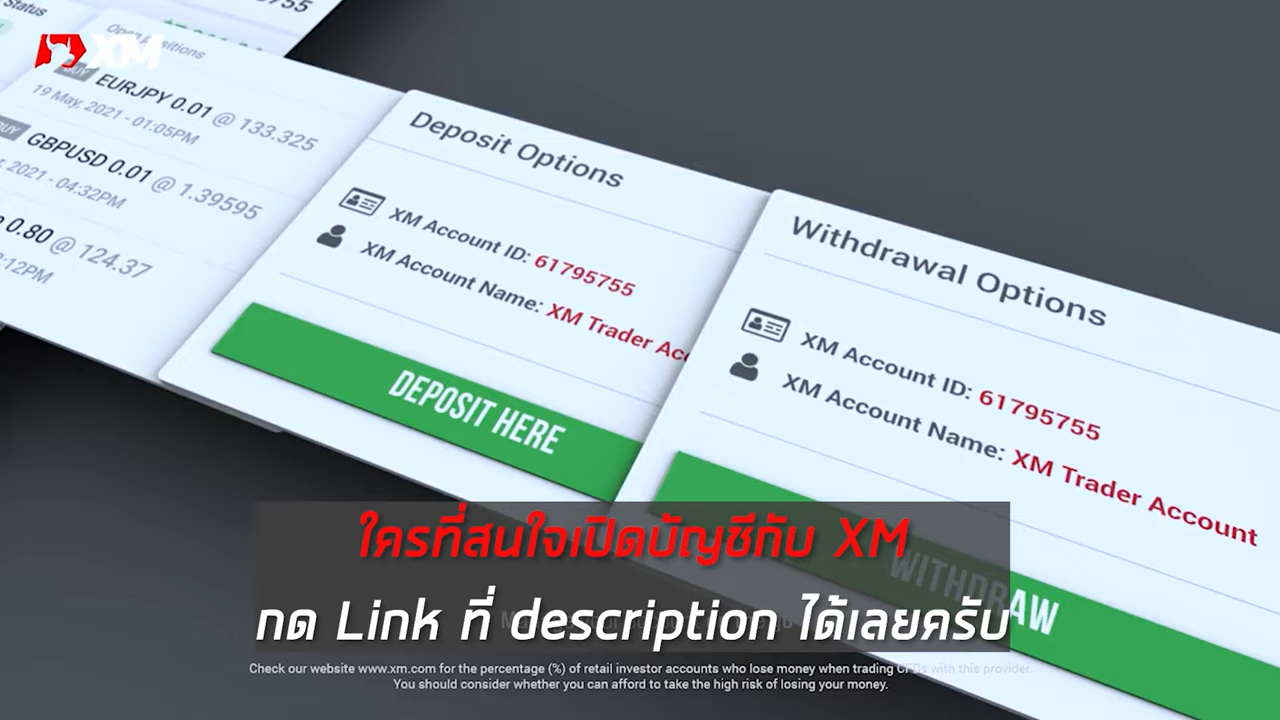 Status
XM
Open Positions
BUY EURJPY 0.01 @ 133.325
19 May, 2021 - 01:05PM
BUY GBPUSD 0.01 @ 1.39595
2021 - 04:32PM
0.80 @ 124.37
:12PM
Deposit Options
XM Account ID: 61795755
XM Account Name: XM Trader Acc
DEPOSIT HERE
Withdrawal Options
XM Account ID: 61795755
XM Account Name: XM Trader Account
WITHDRAW
ใครที่สนใจเปิดบัญชีกับ XM
กด Link ที่ description ได้เลยครับ
Check our website www.xm.com for the percentage (%) of retail investor accounts who lose money when trading CFDs with this provider.
You should consider whether you can afford to take the high risk of losing your money.